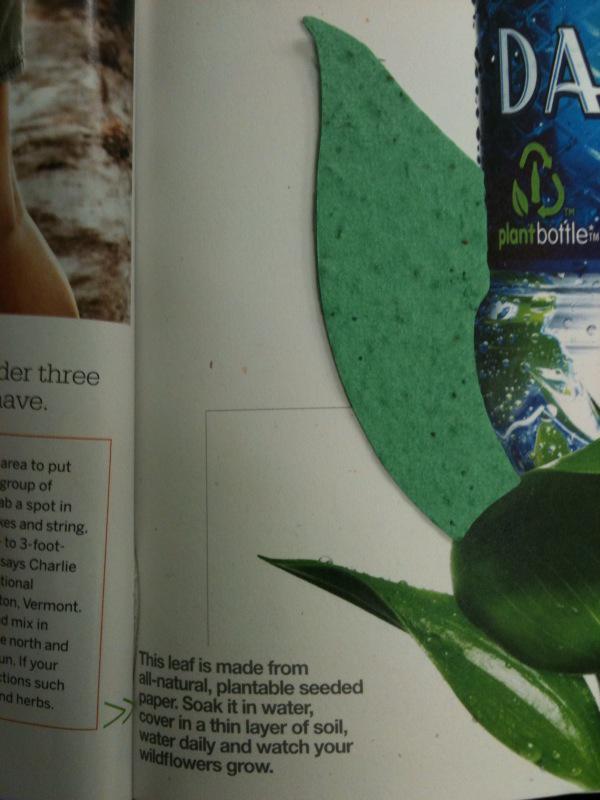 der three
ave.
area to put
group of
ab a spot in
kes and string,
to 3-foot-
says Charlie
tional
ton, Vermont.
d mix in
e north and
un. If your
ctions such
nd herbs.
This leaf is made from
all-natural, plantable seeded
paper. Soak it in water,
cover in a thin layer of soil,
water daily and watch your
wildflowers grow.
DA
TM
plantbottle™